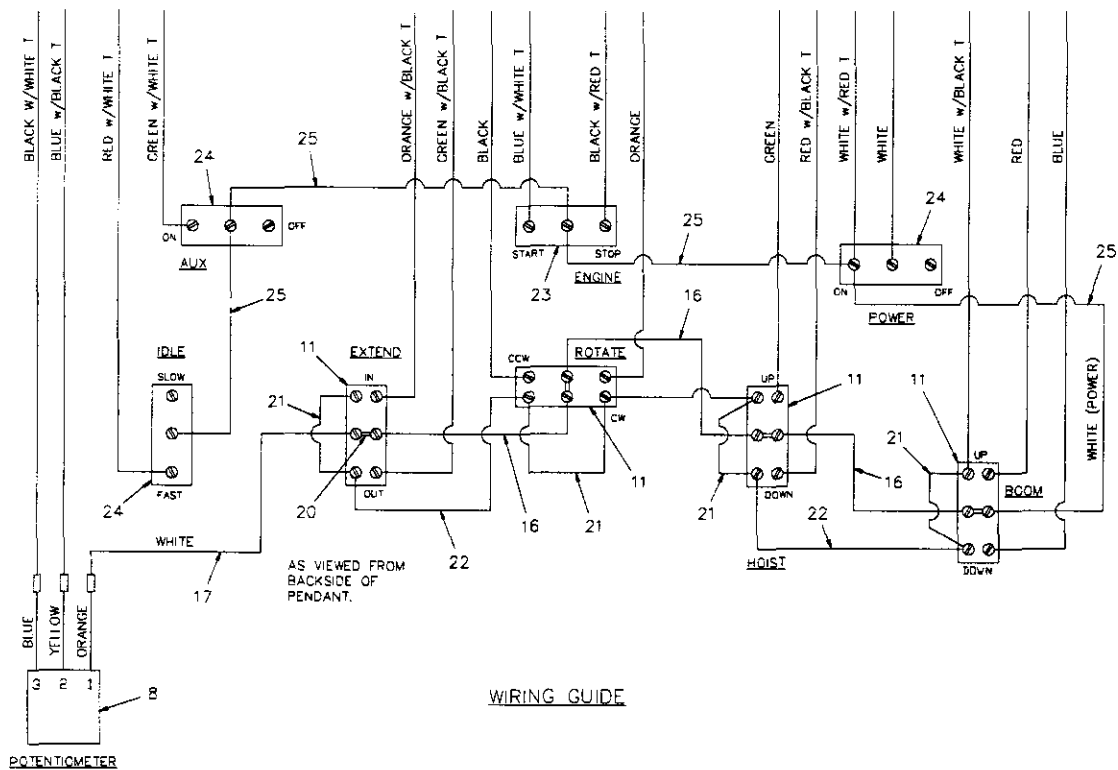 BLACK w/WHITE T
BLUE w/BLACK T
RED w/WHITE T
GREEN w/WHITE T
ORANGE w/BLACK T
GREEN w/BLACK T
BLACK
BLUE w/WHITE T
BLACK w/RED T
ORANGE
GREEN
RED w/BLACK T
WHITE w/RED T
WHITE
WHITE w/BLACK T
RED
BLUE
24
25
ON
OFF
AUX
START
STOP
23
ENGINE
25
24
ON
OFF
POWER
25
25
16
IDLE
SLOW
FAST
24
11
EXTEND
IN
OUT
21
20
CCW
ROTATE
CW
11
16
21
22
UP
11
DOWN
21
HOIST
22
16
11
21
UP
BOOM
DOWN
WHITE (POWER)
WHITE
17
AS VIEWED FROM
BACKSIDE OF
PENDANT.
BLUE
YELLOW
ORANGE
3 2 1
8
POTENTIOMETER
WIRING GUIDE